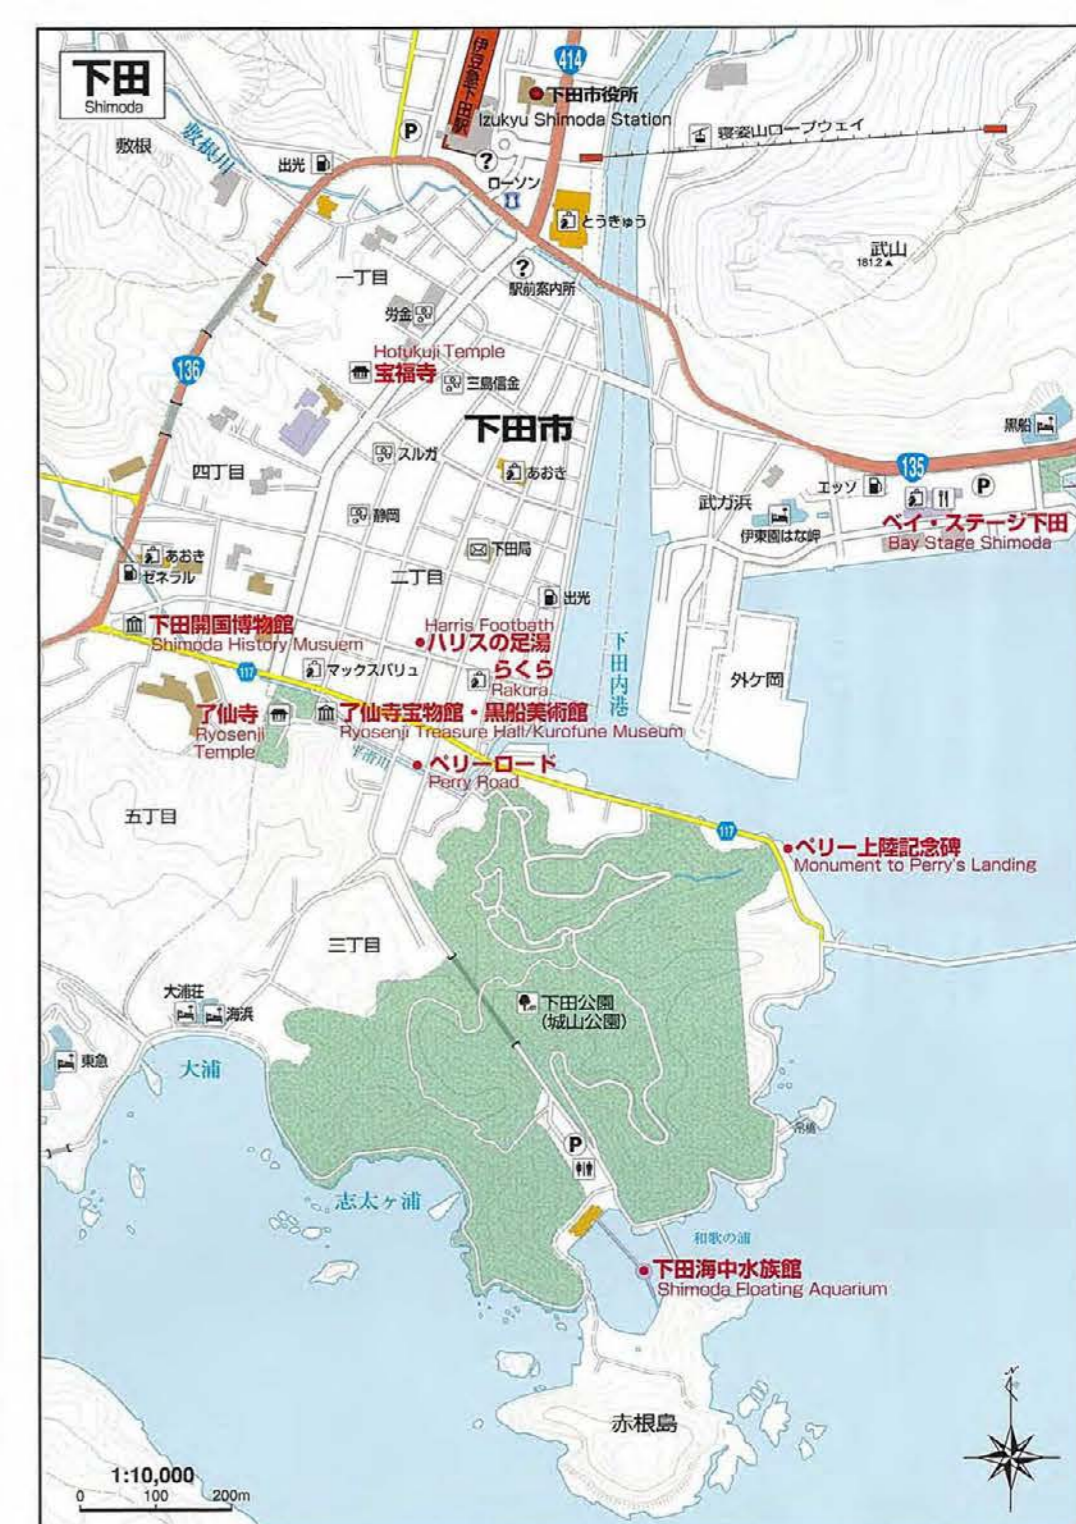 下田
Shimoda
敷根
敷根川
伊豆急下田駅
414
下田市役所
Izukyu Shimoda Station
寝姿山ロープウェイ
P
出光
?
ローソン
とうきゅう
武山
181.2
一丁目
?
駅前案内所
労金
136
Hofukuji Temple
宝福寺
三島信金
下田市
黒船
スルガ
四丁目
あおき
135
エッソ
P
武ガ浜
ベイ・ステージ下田
Bay Stage Shimoda
伊東園はな岬
静岡
下田局
あおき
ゼネラル
二丁目
出光
下田開国博物館
Shimoda History Musuem
Harris Footbath
ハリスの足湯
下田内港
117
マックスバリュ
らくら
Rakura
外ケ岡
了仙寺
Ryosenji
Temple
了仙寺宝物館・黒船美術館
Ryosenji Treasure Hall/Kurofune Museum
平滑川
ペリーロード
Perry Road
五丁目
117
ペリー上陸記念碑
Monument to Perry's Landing
三丁目
大浦荘
海浜
下田公園
(城山公園)
東急
大浦
吊橋
P
志太ヶ浦
和歌の浦
下田海中水族館
Shimoda Floating Aquarium
赤根島
N
1:10,000
0 100 200m